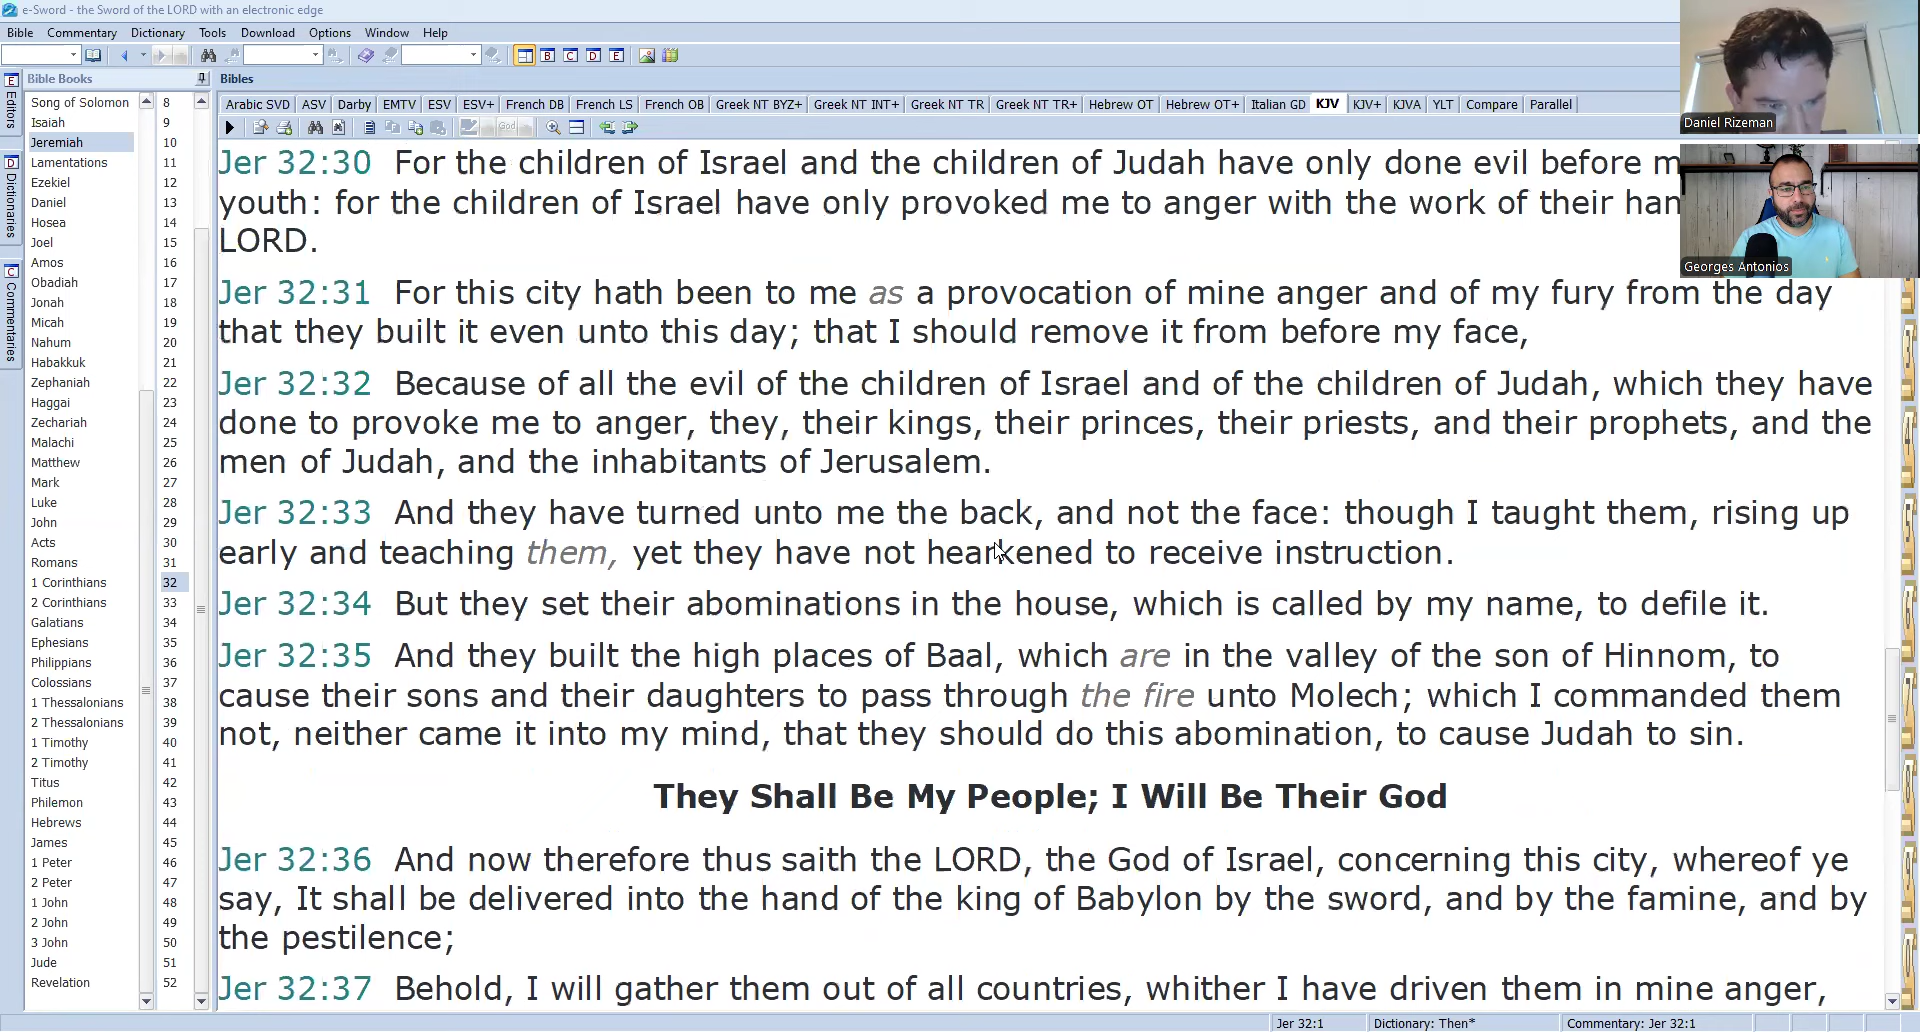 e-Sword - the Sword of the LORD with an electronic edge
Bible Commentary Dictionary Tools Download Options Window Help
B C D E
Bible Books
Bibles
Editors
Dictionaries
Commentaries
Song of Solomon
Isaiah
Jeremiah
Lamentations
Ezekiel
Daniel
Hosea
Joel
Amos
Obadiah
Jonah
Micah
Nahum
Habakkuk
Zephaniah
Haggai
Zechariah
Malachi
Matthew
Mark
Luke
John
Acts
Romans
1 Corinthians
2 Corinthians
Galatians
Ephesians
Philippians
Colossians
1 Thessalonians
2 Thessalonians
1 Timothy
2 Timothy
Titus
Philemon
Hebrews
James
1 Peter
2 Peter
1 John
2 John
3 John
Jude
Revelation
8
9
10
11
12
13
14
15
16
17
18
19
20
21
22
23
24
25
26
27
28
29
30
31
32
33
34
35
36
37
38
39
40
41
42
43
44
45
46
47
48
49
50
51
52
Arabic SVD ASV Darby EMTV ESV ESV+ French DB French LS French OB Greek NT BYZ+ Greek NT INT+ Greek NT TR Greek NT TR+ Hebrew OT Hebrew OT+ Italian GD KJV KJV+ KJVA YLT Compare Parallel
God
Jer 32:30 For the children of Israel and the children of Judah have only done evil before m
youth: for the children of Israel have only provoked me to anger with the work of their han
LORD.
Jer 32:31 For this city hath been to me as a provocation of mine anger and of my fury from the day
that they built it even unto this day; that I should remove it from before my face,
Jer 32:32 Because of all the evil of the children of Israel and of the children of Judah, which they have
done to provoke me to anger, they, their kings, their princes, their priests, and their prophets, and the
men of Judah, and the inhabitants of Jerusalem.
Jer 32:33 And they have turned unto me the back, and not the face: though I taught them, rising up
early and teaching them, yet they have not hearkened to receive instruction.
Jer 32:34 But they set their abominations in the house, which is called by my name, to defile it.
Jer 32:35 And they built the high places of Baal, which are in the valley of the son of Hinnom, to
cause their sons and their daughters to pass through the fire unto Molech; which I commanded them
not, neither came it into my mind, that they should do this abomination, to cause Judah to sin.
They Shall Be My People; I Will Be Their God
Jer 32:36 And now therefore thus saith the LORD, the God of Israel, concerning this city, whereof ye
say, It shall be delivered into the hand of the king of Babylon by the sword, and by the famine, and by
the pestilence;
Jer 32:37 Behold, I will gather them out of all countries, whither I have driven them in mine anger,
Daniel Rizeman
Georges Antonios
Jer 32:1 Dictionary: Then* Commentary: Jer 32:1